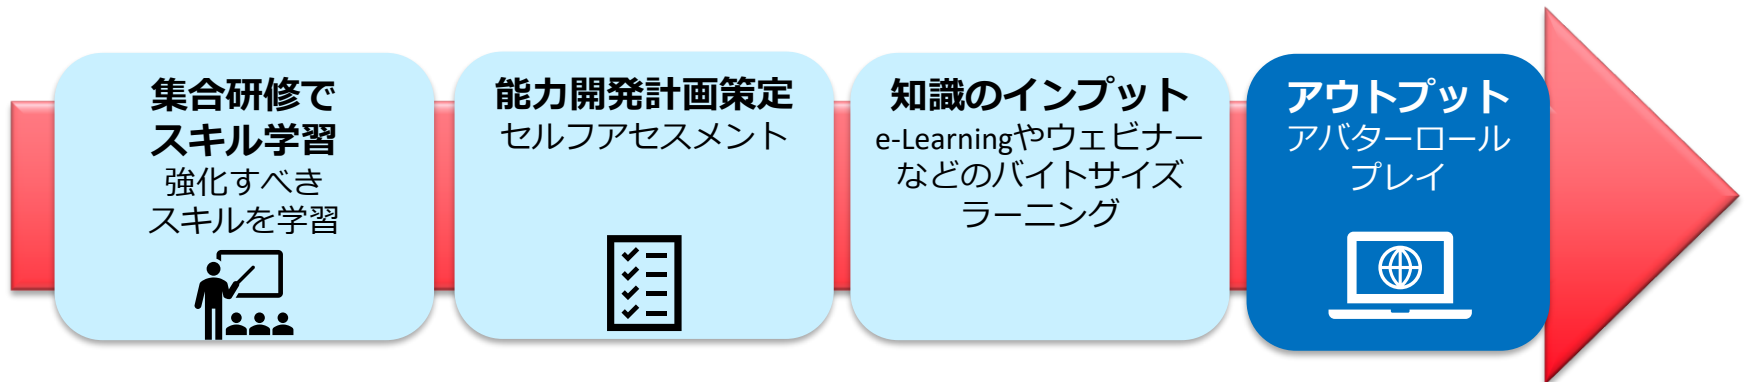 集合研修で
スキル学習
強化すべき
スキルを学習
能力開発計画策定
セルフアセスメント
知識のインプット
e-Learningやウェビナー
などのバイトサイズ
ラーニング
アウトプット
アバターロール
プレイ